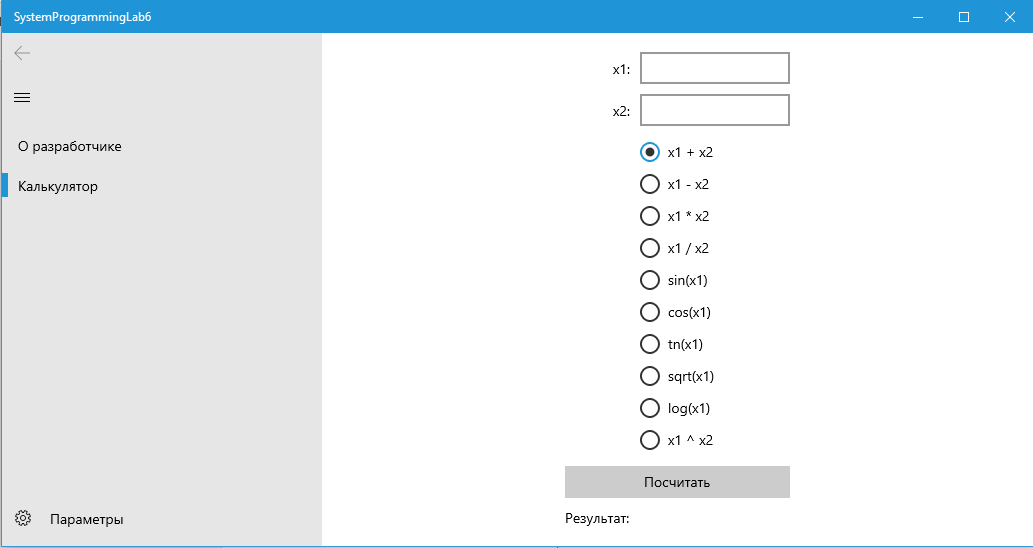 SystemProgrammingLab6
О разработчике
Калькулятор
Параметры
x1:
x2:
x1 + x2
x1 - x2
x1 * x2
x1 / x2
sin(x1)
cos(x1)
tn(x1)
sqrt(x1)
log(x1)
x1 ^ x2
Посчитать
Результат: